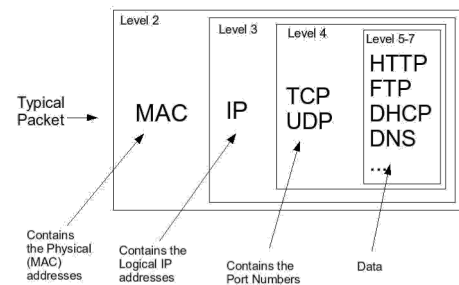 Level 2
Level 3
Level 4
Level 5-7
Typical
Packet
MAC
IP
TCP
UDP
HTTP
FTP
DHCP
DNS
...
Contains
the Physical
(MAC)
addresses
Contains the
Logical IP
addresses
Contains the
Port Numbers
Data